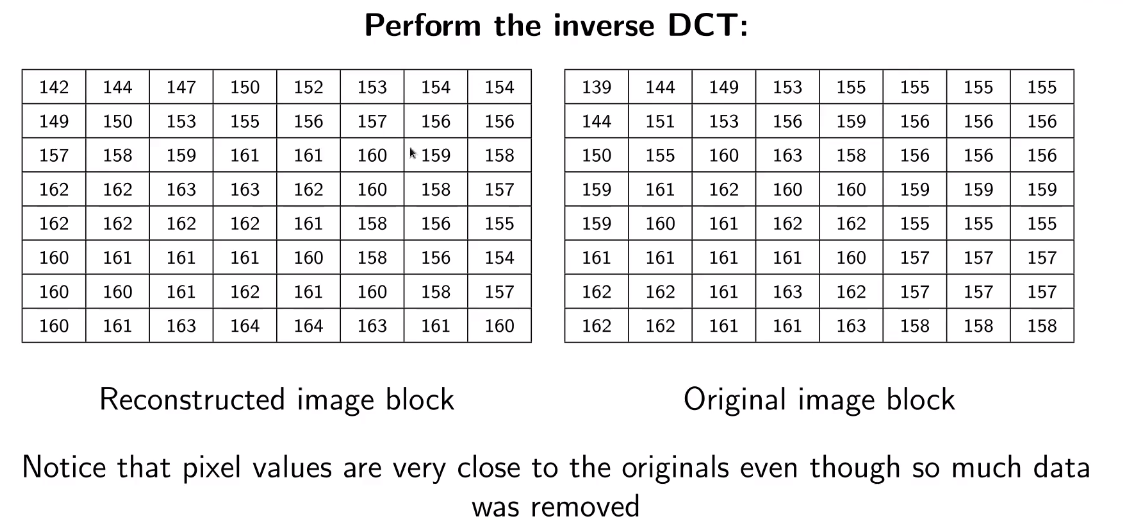 Perform the inverse DCT:
142 144 147 150 152 153 154 154 139 144 149 153 155 155 155 155
149 150 153 155 156 157 156 156 144 151 153 156 159 156 156 156
157 158 159 161 161 160 159 158 150 155 160 163 158 156 156 156
162 162 163 163 162 160 158 157 159 161 162 160 160 159 159 159
162 162 162 162 161 158 156 155 159 160 161 162 162 155 155 155
160 161 161 161 160 158 156 154 161 161 161 161 160 157 157 157
160 160 161 162 161 160 158 157 162 162 161 163 162 157 157 157
160 161 163 164 164 163 161 160 162 162 161 161 163 158 158 158
Reconstructed image block Original image block
Notice that pixel values are very close to the originals even though so much data
was removed